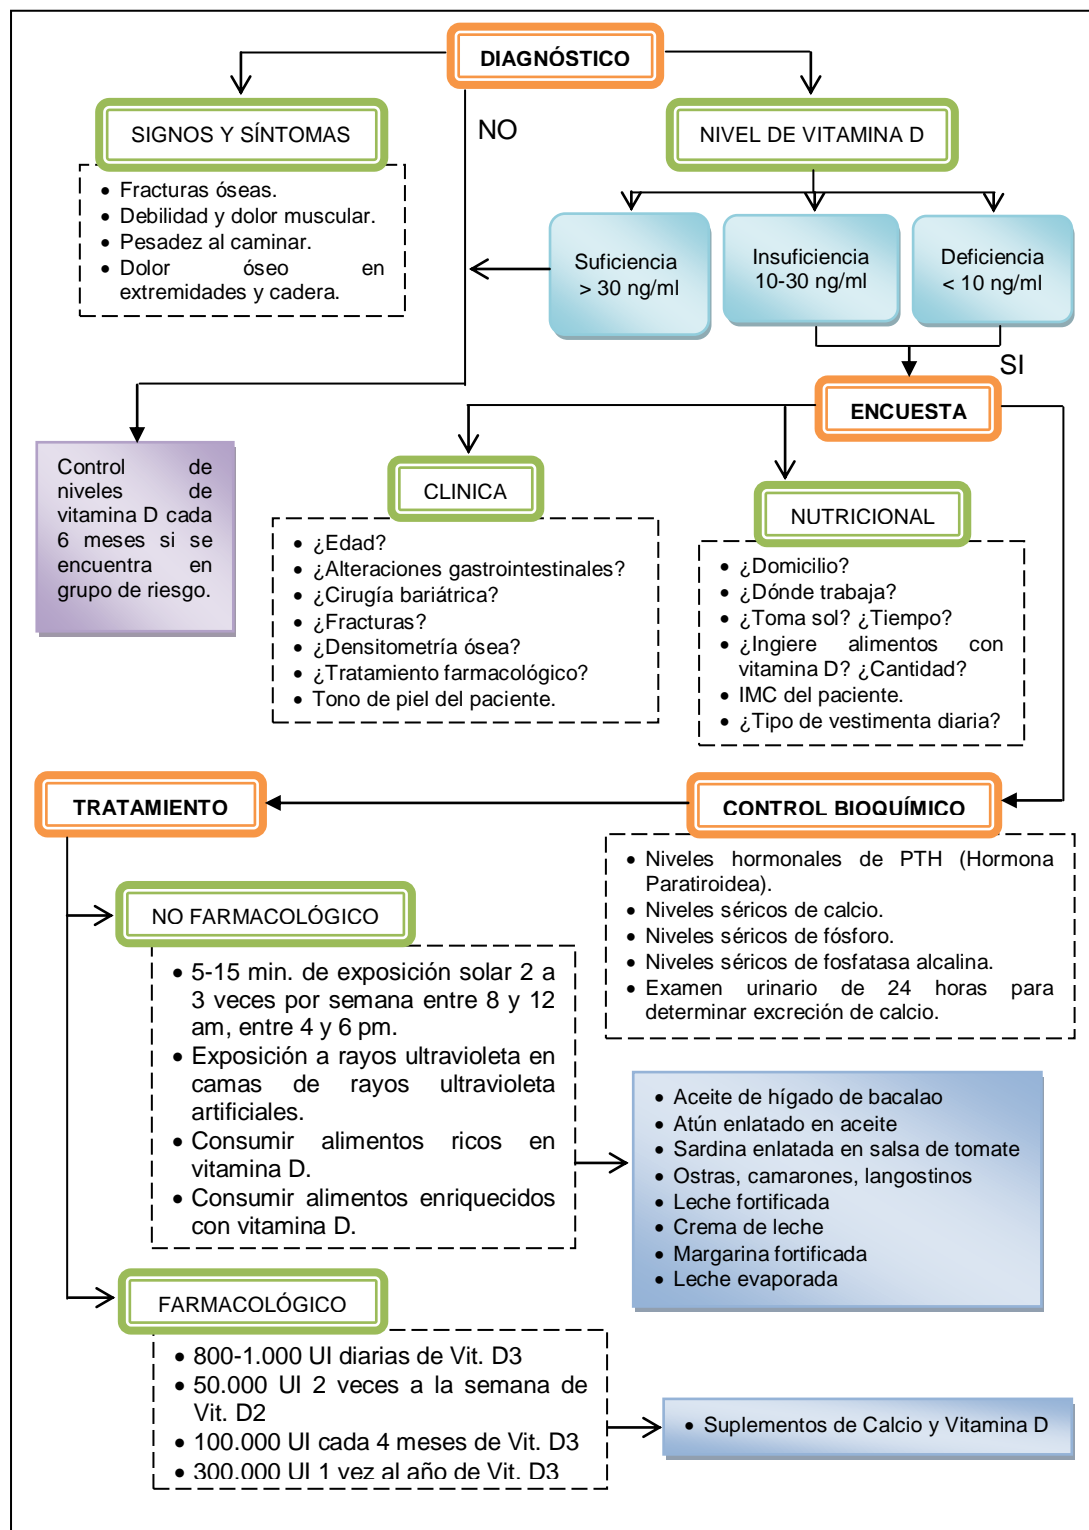 DIAGNÓSTICO
SIGNOS Y SÍNTOMAS
NO
NIVEL DE VITAMINA D
• Fracturas óseas.
• Debilidad y dolor muscular.
• Pesadez al caminar.
• Dolor óseo en
extremidades y cadera.
Suficiencia
> 30 ng/ml
Insuficiencia
10-30 ng/ml
Deficiencia
< 10 ng/ml
SI
ENCUESTA
Control de
niveles de
vitamina D cada
6 meses si se
encuentra en
grupo de riesgo.
CLINICA
• ¿Edad?
• ¿Alteraciones gastrointestinales?
• ¿Cirugía bariátrica?
• ¿Fracturas?
• ¿Densitometría ósea?
• ¿Tratamiento farmacológico?
• Tono de piel del paciente.
NUTRICIONAL
• ¿Domicilio?
• ¿Dónde trabaja?
• ¿Toma sol? ¿Tiempo?
• ¿Ingiere alimentos con
vitamina D? ¿Cantidad?
• IMC del paciente.
• ¿Tipo de vestimenta diaria?
TRATAMIENTO
CONTROL BIOQUÍMICO
• Niveles hormonales de PTH (Hormona
Paratiroidea).
• Niveles séricos de calcio.
• Niveles séricos de fósforo.
• Niveles séricos de fosfatasa alcalina.
• Examen urinario de 24 horas para
determinar excreción de calcio.
NO FARMACOLÓGICO
• 5-15 min. de exposición solar 2 a
3 veces por semana entre 8 y 12
am, entre 4 y 6 pm.
• Exposición a rayos ultravioleta en
camas de rayos ultravioleta
artificiales.
• Consumir alimentos ricos en
vitamina D.
• Consumir alimentos enriquecidos
con vitamina D.
• Aceite de hígado de bacalao
• Atún enlatado en aceite
• Sardina enlatada en salsa de tomate
• Ostras, camarones, langostinos
• Leche fortificada
• Crema de leche
• Margarina fortificada
• Leche evaporada
FARMACOLÓGICO
• 800-1.000 UI diarias de Vit. D3
• 50.000 UI 2 veces a la semana de
Vit. D2
• 100.000 UI cada 4 meses de Vit. D3
• 300.000 UI 1 vez al año de Vit. D3
• Suplementos de Calcio y Vitamina D